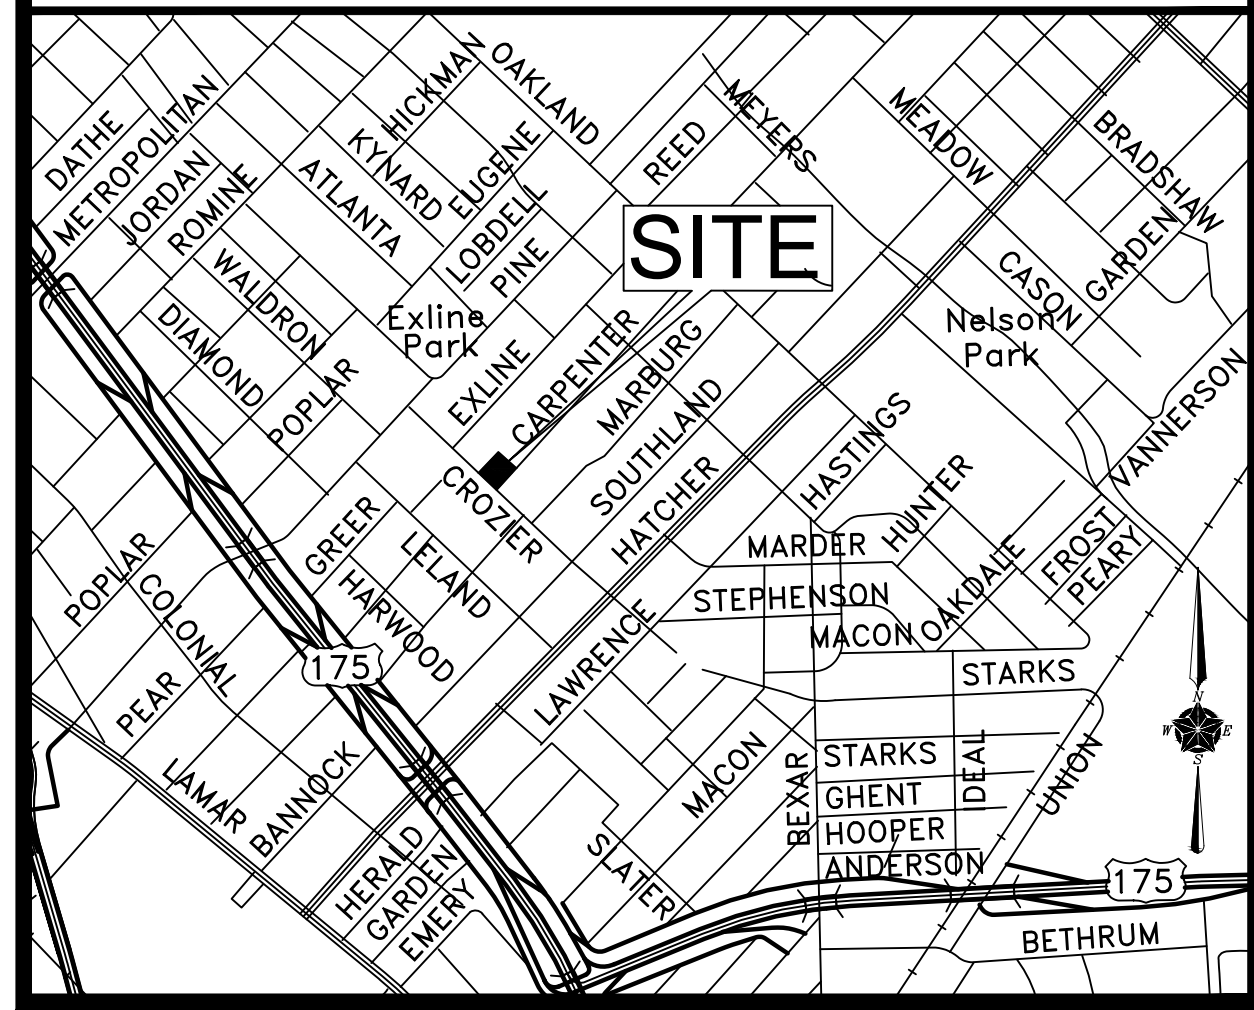 HICKMAN
OAKLAND
DATHE
METROPOLITAN
JORDAN
ROMINE
ATLANTA
KYNARD
EUGENE
LOBDELL
PINE
REED
MEYERS
MEADOW
BRADSHAW
GARDEN
CASON
SITE
WALDRON
DIAMOND
POPLAR
Exline
Park
EXLINE
CARPENTER
MARBURG
Nelson
Park
SOUTHLAND
HATCHER
HASTINGS
HUNTER
VANNERSON
CROZIER
GREER
LELAND
HARWOOD
MARDER
STEPHENSON
MACON
OAKDALE
FROST
PEARY
POPLAR
COLONIAL
PEAR
175
LAWRENCE
STARKS
LAMAR
BANNOCK
MACON
BEXAR
STARKS
IDEAL
UNION
GHENT
HOOPER
ANDERSON
N
W
E
S
HERALD
GARDEN
EMERY
SLATER
175
BETHRUM